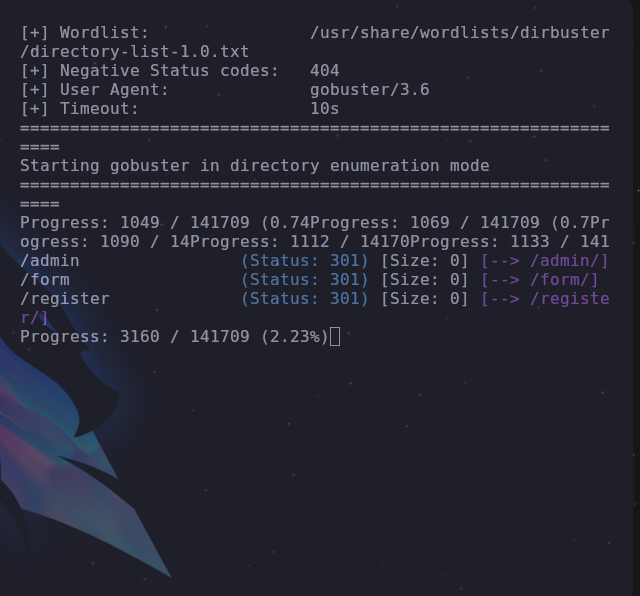 [+] Wordlist:                /usr/share/wordlists/dirbuster
/directory-list-1.0.txt
[+] Negative Status codes:   404
[+] User Agent:              gobuster/3.6
[+] Timeout:                 10s
===========================================================
====
Starting gobuster in directory enumeration mode
===========================================================
====
Progress: 1049 / 141709 (0.74Progress: 1069 / 141709 (0.7Pr
ogress: 1090 / 14Progress: 1112 / 14170Progress: 1133 / 141
/admin                (Status: 301) [Size: 0] [--> /admin/]
/form                 (Status: 301) [Size: 0] [--> /form/]
/register             (Status: 301) [Size: 0] [--> /registe
r/]
Progress: 3160 / 141709 (2.23%)